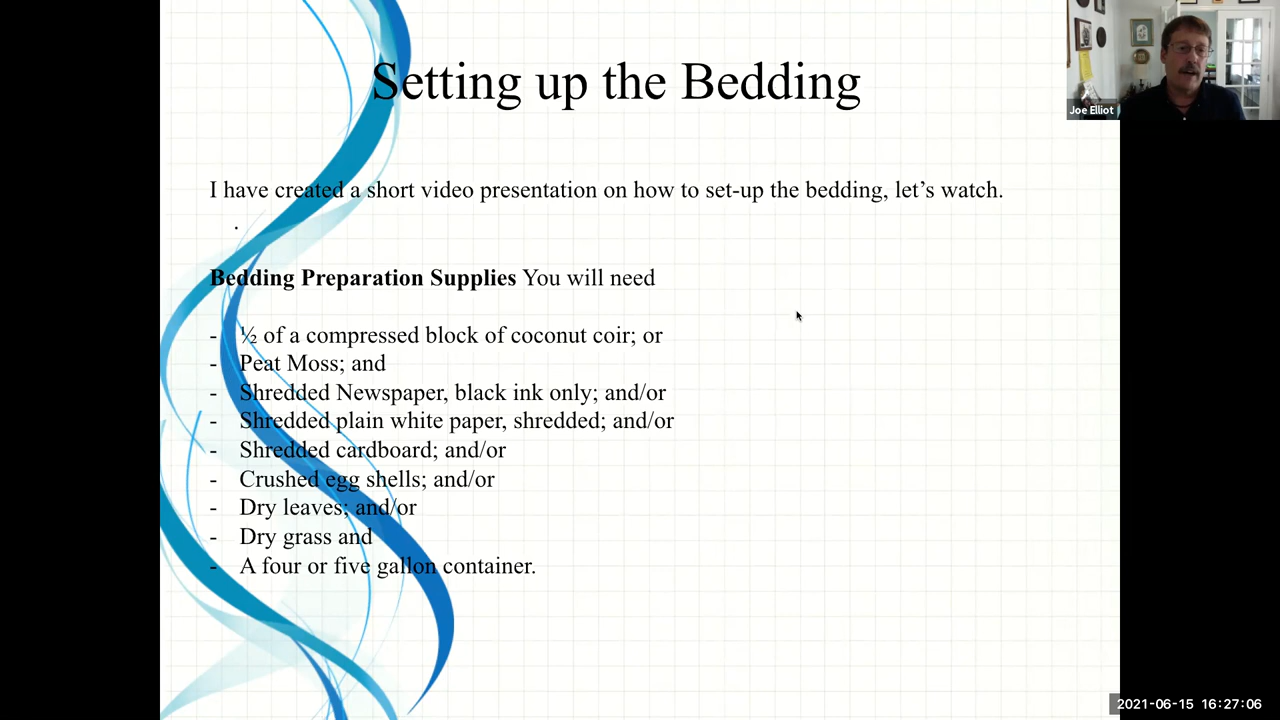 Setting up the Bedding
Joe Elliot
I have created a short video presentation on how to set-up the bedding, let’s watch.
.
Bedding Preparation Supplies You will need
- ½ of a compressed block of coconut coir; or
- Peat Moss; and
- Shredded Newspaper, black ink only; and/or
- Shredded plain white paper, shredded; and/or
- Shredded cardboard; and/or
- Crushed egg shells; and/or
- Dry leaves; and/or
- Dry grass and
- A four or five gallon container.
2021-06-15 16:27:06